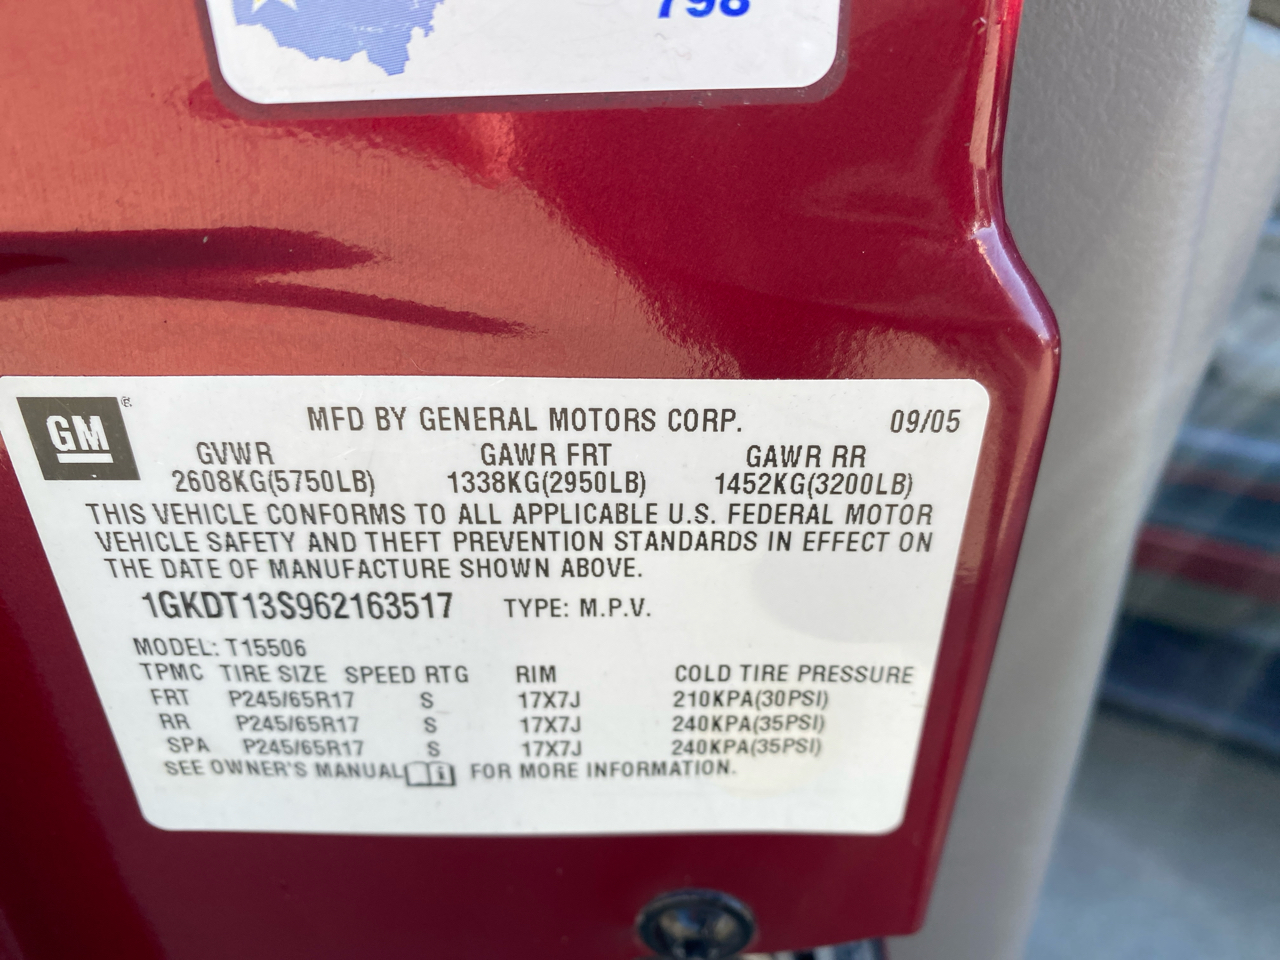 798
GM® MFD BY GENERAL MOTORS CORP. 09/05
GVWR GAWR FRT GAWR RR
2608KG(5750LB) 1338KG(2950LB) 1452KG(3200LB)
THIS VEHICLE CONFORMS TO ALL APPLICABLE U.S. FEDERAL MOTOR
VEHICLE SAFETY AND THEFT PREVENTION STANDARDS IN EFFECT ON
THE DATE OF MANUFACTURE SHOWN ABOVE.
1GKDT13S962163517 TYPE: M.P.V.
MODEL: T15506
TPMC TIRE SIZE SPEED RTG RIM COLD TIRE PRESSURE
FRT P245/65R17 S 17X7J 210KPA(30PSI)
RR P245/65R17 S 17X7J 240KPA(35PSI)
SPA P245/65R17 S 17X7J 240KPA(35PSI)
SEE OWNER'S MANUAL i FOR MORE INFORMATION.